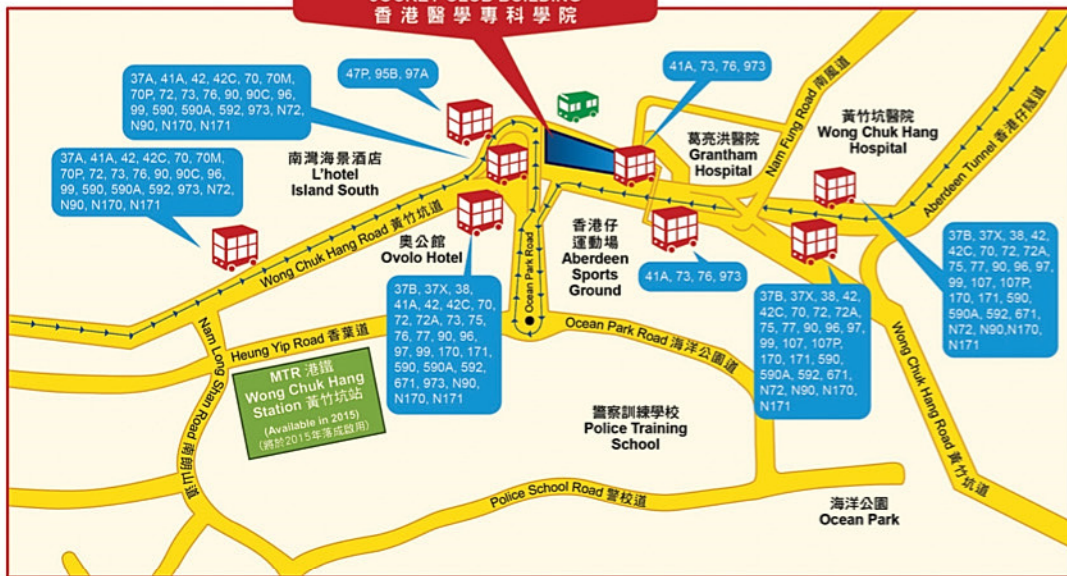 香港醫學專科學院
37A, 41A, 42, 42C, 70, 70M,
70P, 72, 73, 76, 90, 90C, 96,
99, 590, 590A, 592, 973, N72,
N90, N170, N171
47P, 95B, 97A
41A, 73, 76, 973
37A, 41A, 42, 42C, 70, 70M,
70P, 72, 73, 76, 90, 90C, 96,
99, 590, 590A, 592, 973, N72,
N90, N170, N171
南灣海景酒店
L'hotel
Island South
葛亮洪醫院
Grantham
Hospital
Nam Fung Road 南風道
黃竹坑醫院
Wong Chuk Hang
Hospital
Aberdeen Tunnel 香港仔隧道
Wong Chuk Hang Road 黃竹坑道
奧公館
Ovolo Hotel
Ocean Park Road
香港仔
運動場
Aberdeen
Sports
Ground
41A, 73, 76, 973
37B, 37X, 38,
41A, 42, 42C, 70,
72, 72A, 73, 75,
76, 77, 90, 96,
97, 99, 170, 171,
590, 590A, 592,
671, 973, N90,
N170, N171
37B, 37X, 38, 42,
42C, 70, 72, 72A,
75, 77, 90, 96, 97,
99, 107, 107P,
170, 171, 590,
590A, 592, 671,
N72, N90, N170,
N171
37B, 37X, 38, 42,
42C, 70, 72, 72A,
75, 77, 90, 96, 97,
99, 107, 107P,
170, 171, 590,
590A, 592, 671,
N72, N90,N170,
N171
Nam Long Shan Road 南朗山道
Heung Yip Road 香葉道
Ocean Park Road 海洋公園道
Wong Chuk Hang Road 黃竹坑道
MTR 港鐵
Wong Chuk Hang
Station 黃竹坑站
(Available in 2015)
(將於2015年落成啟用)
警察訓練學校
Police Training
School
Police School Road 警校道
海洋公園
Ocean Park